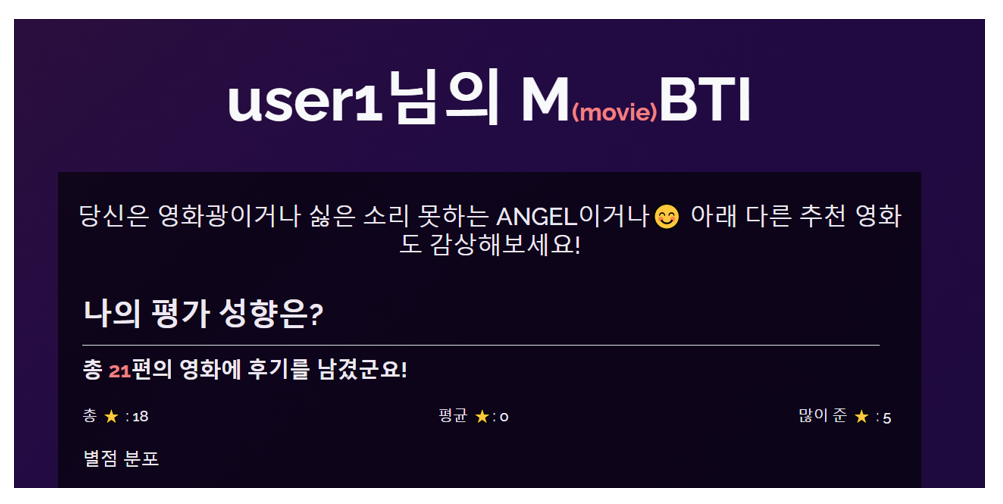 user1님의 M(movie)BTI
당신은 영화광이거나 싫은 소리 못하는 ANGEL이거나😊 아래 다른 추천 영화
도 감상해보세요!
나의 평가 성향은?
총 21편의 영화에 후기를 남겼군요!
총 ⭐ : 18 평균 ⭐ : 0 많이 준 ⭐ : 5
별점 분포